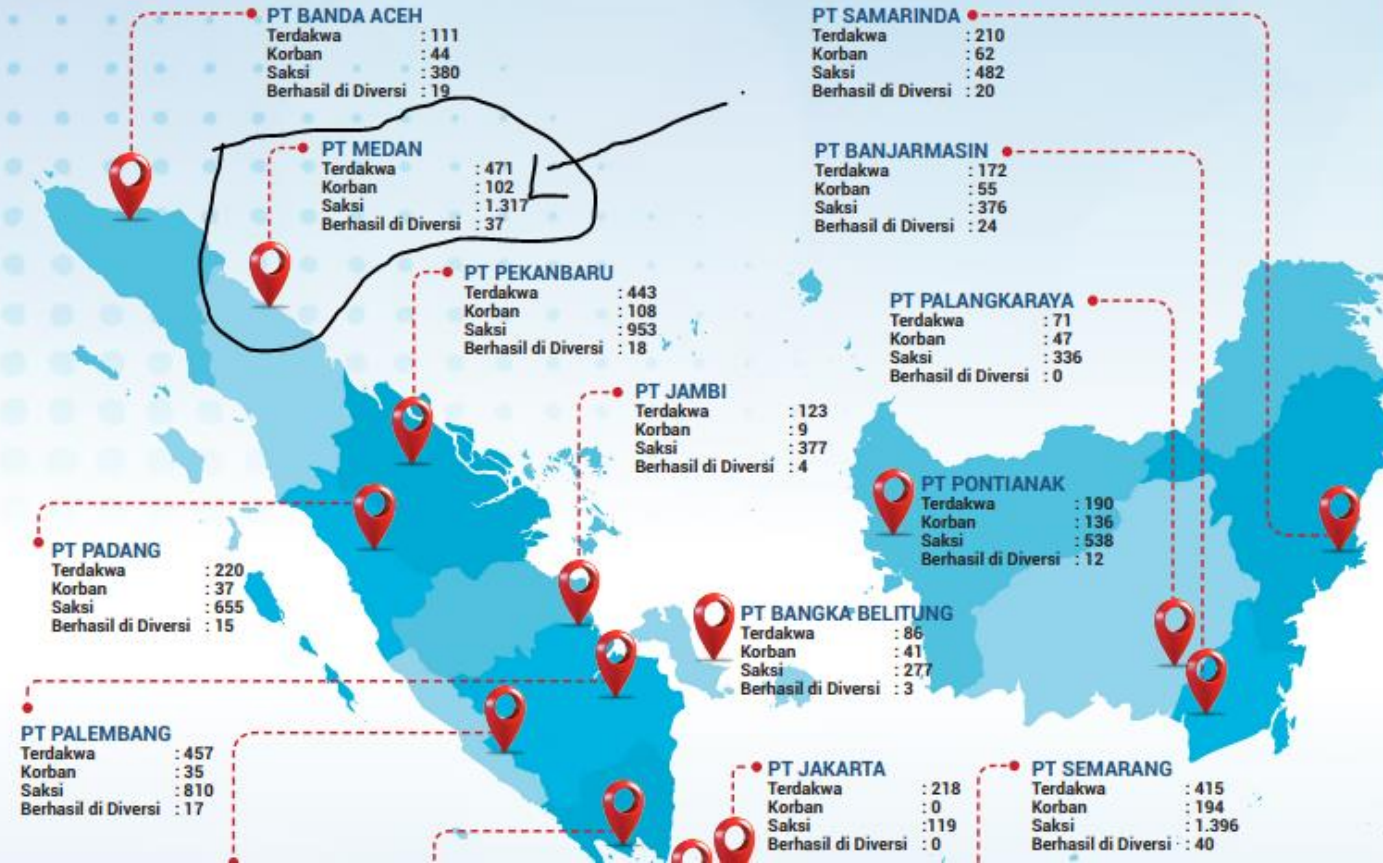 PT BANDA ACEH
Terdakwa : 111
Korban : 44
Saksi : 380
Berhasil di Diversi : 19
PT SAMARINDA
Terdakwa : 210
Korban : 62
Saksi : 482
Berhasil di Diversi : 20
PT MEDAN
Terdakwa : 471
Korban : 102
Saksi : 1.317
Berhasil di Diversi : 37
PT BANJARMASIN
Terdakwa : 172
Korban : 55
Saksi : 376
Berhasil di Diversi : 24
PT PEKANBARU
Terdakwa : 443
Korban : 108
Saksi : 953
Berhasil di Diversi : 18
PT PALANGKARAYA
Terdakwa : 71
Korban : 47
Saksi : 336
Berhasil di Diversi : 0
PT JAMBI
Terdakwa : 123
Korban : 9
Saksi : 377
Berhasil di Diversi : 4
PT PONTIANAK
Terdakwa : 190
Korban : 136
Saksi : 538
Berhasil di Diversi : 12
PT PADANG
Terdakwa : 220
Korban : 37
Saksi : 655
Berhasil di Diversi : 15
PT BANGKA BELITUNG
Terdakwa : 86
Korban : 41
Saksi : 277
Berhasil di Diversi : 3
PT PALEMBANG
Terdakwa : 457
Korban : 35
Saksi : 810
Berhasil di Diversi : 17
PT JAKARTA
Terdakwa : 218
Korban : 0
Saksi :119
Berhasil di Diversi : 0
PT SEMARANG
Terdakwa : 415
Korban : 194
Saksi : 1.396
Berhasil di Diversi : 40